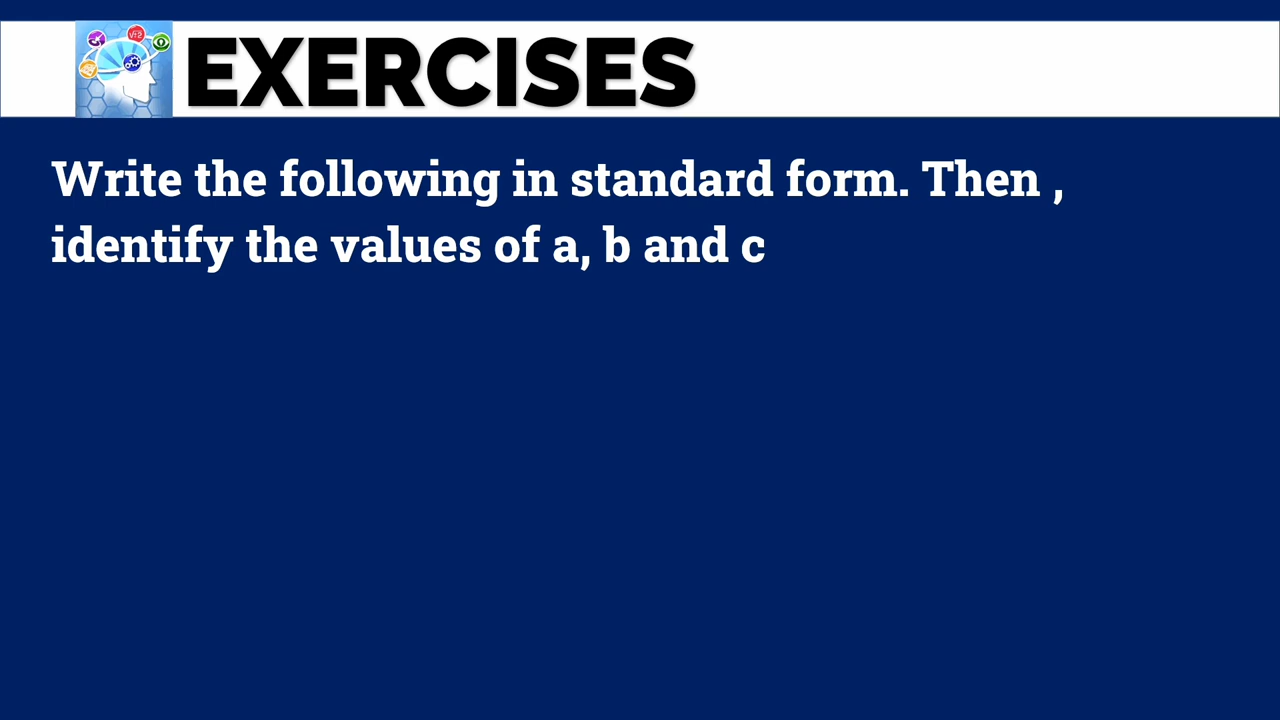 EXERCISES
Write the following in standard form. Then ,
identify the values of a, b and c